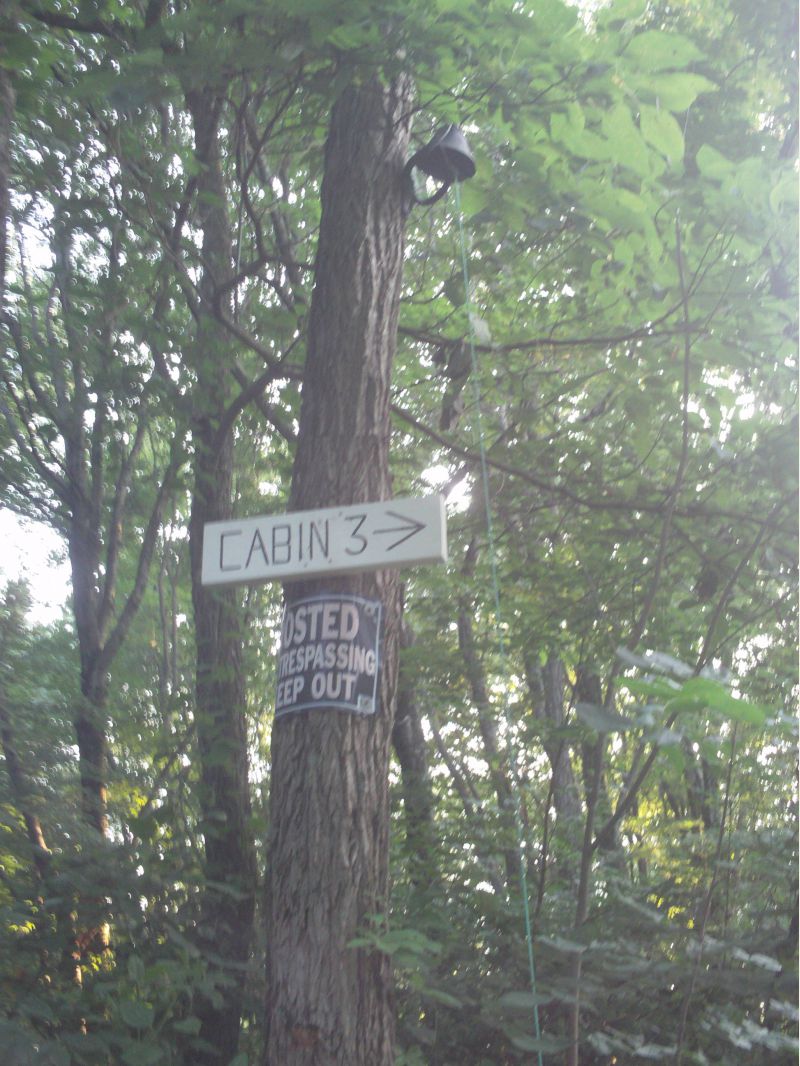 CABIN 3 →
OSTED
TRESPASSING
EEP OUT